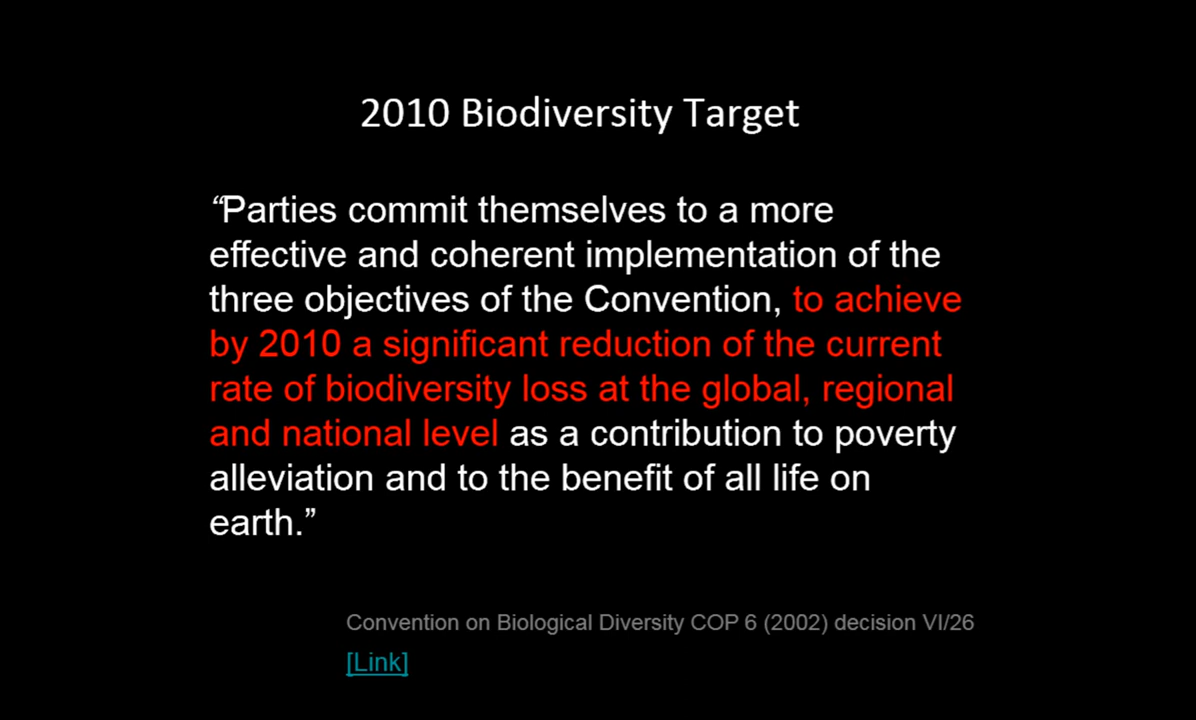 2010 Biodiversity Target
“Parties commit themselves to a more
effective and coherent implementation of the
three objectives of the Convention, to achieve
by 2010 a significant reduction of the current
rate of biodiversity loss at the global, regional
and national level as a contribution to poverty
alleviation and to the benefit of all life on
earth.”
Convention on Biological Diversity COP 6 (2002) decision VI/26
[Link]